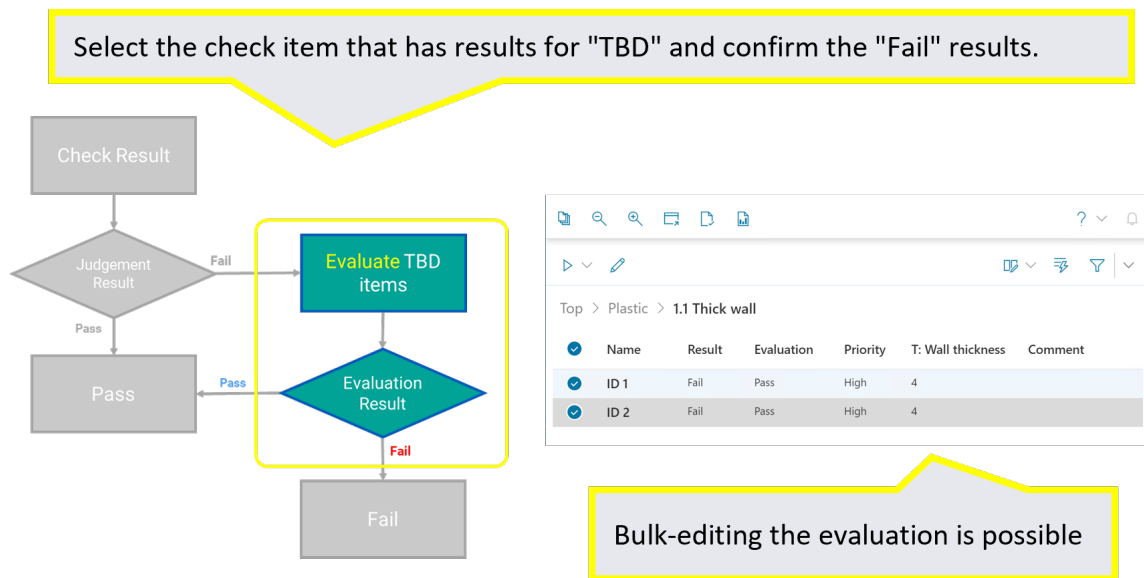 Select the check item that has results for "TBD" and confirm the "Fail" results.
Check Result
Judgement
Result
Fail
Pass
Pass
Evaluate TBD
items
Evaluation
Result
Pass
Fail
Fail
?
Top > Plastic > 1.1 Thick wall
Name Result Evaluation Priority T: Wall thickness Comment
ID 1 Fail Pass High 4
ID 2 Fail Pass High 4
Bulk-editing the evaluation is possible